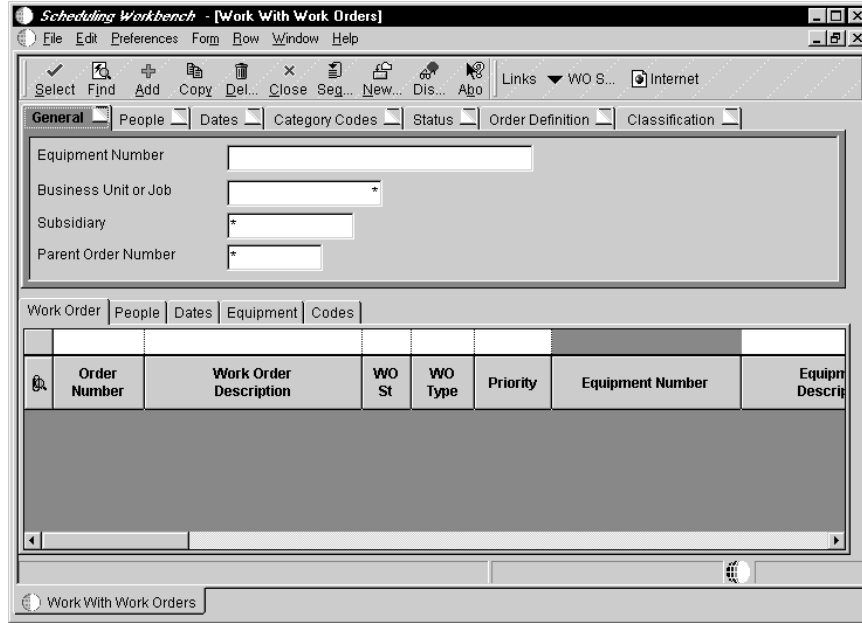 Scheduling Workbench - [Work With Work Orders]
File Edit Preferences Form Row Window Help
Select Find Add Copy Del... Close Seq... New... Dis... Abo Links WO S... Internet
General People Dates Category Codes Status Order Definition Classification
Equipment Number
Business Unit or Job *
Subsidiary *
Parent Order Number *
Work Order People Dates Equipment Codes
Order Number Work Order Description WO St WO Type Priority Equipment Number Equipm Descrip
Work With Work Orders